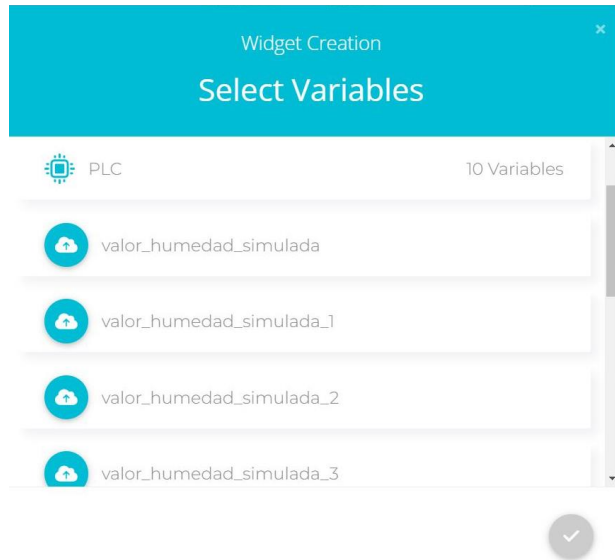 Widget Creation
Select Variables
PLC 10 Variables
valor_humedad_simulada
valor_humedad_simulada_1
valor_humedad_simulada_2
valor_humedad_simulada_3